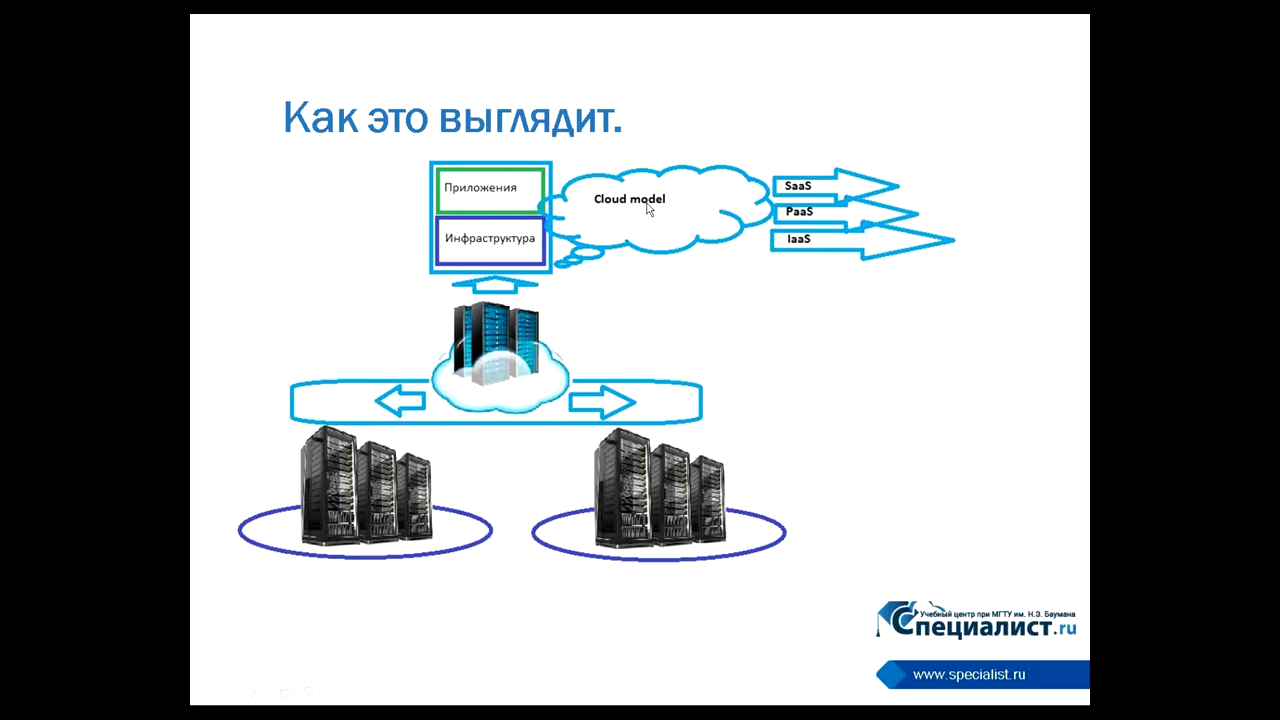 Как это выглядит.
Приложения
Инфраструктура
Cloud model
SaaS
PaaS
IaaS
Учебный центр при МГТУ им. Н.Э. Баумана
Специалист.ru
www.specialist.ru